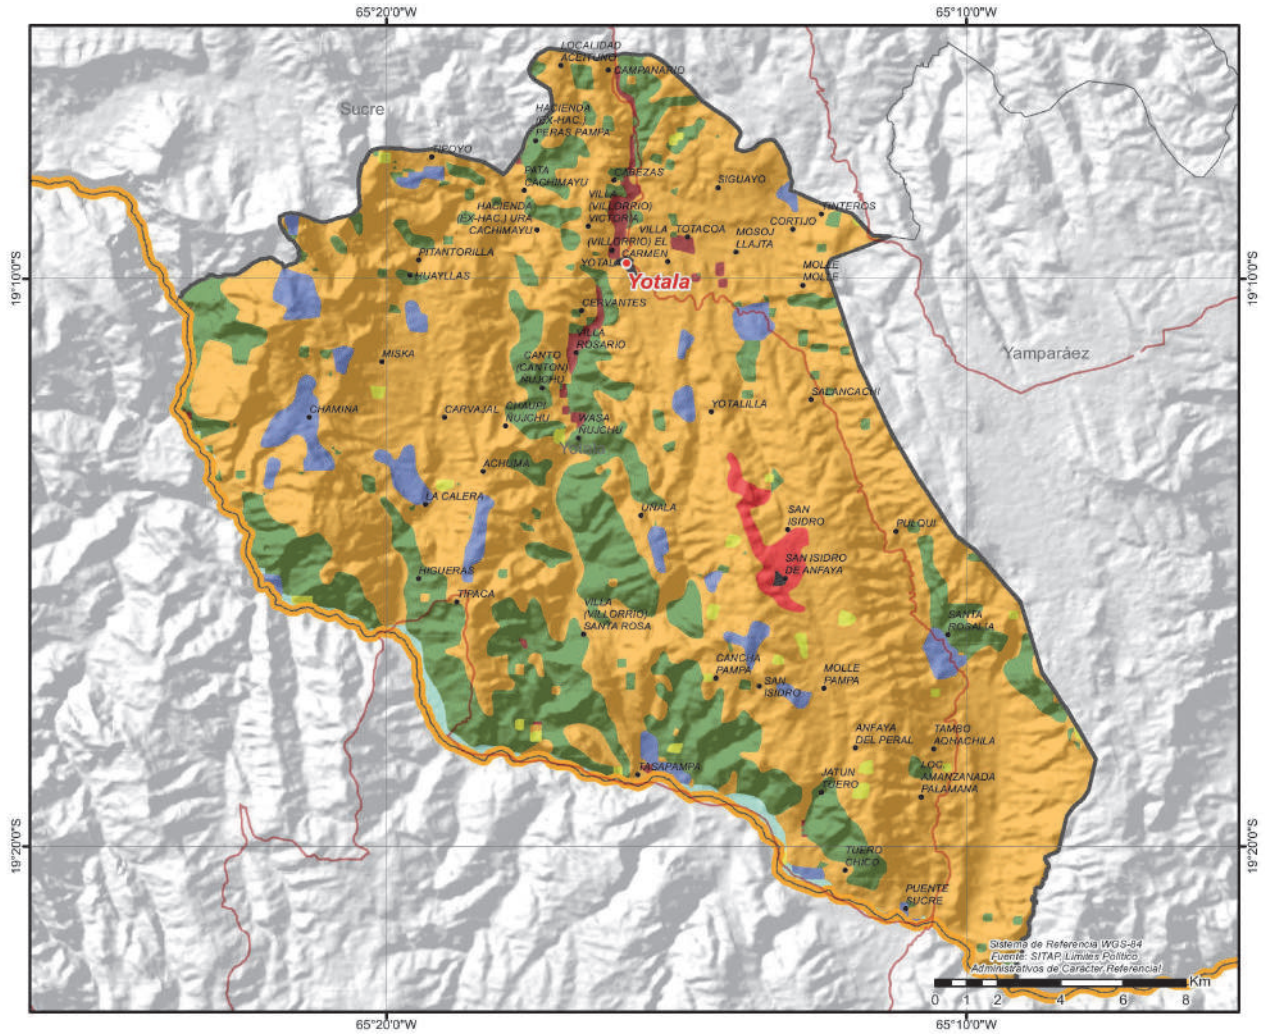 65°20'0"W
65°10'0"W
LOCALIDAD
ACEITUNO
CAMPANARIO
Sucre
HACIENDA
(EX-HAC.)
PERAS PAMPA
TIPOYO
PATA
CACHIMAYU
CABEZAS
SIGUAYO
VILLA
(VILLORRIO)
VICTORIA
HACIENDA
(EX-HAC.) URA
CACHIMAYU
TINTEROS
CORTIJO
VILLA
(VILLORRIO) EL
CARMEN
TOTACOA
MOSOJ
LLAJTA
PITANTORILLA
YOTALA
HUAYLLAS
MOLLE
MOLLE
19°10'0"S
Yotala
19°10'0"S
CERVANTES
VILLA
ROSARIO
MISKA
CANTO
(CANTON)
ÑUJCHU
Yamparáez
CHAMINA
CARVAJAL
CHAUPI
ÑUJCHU
WASA
ÑUJCHU
YOTALILLA
SALANCACHI
ACHUMA
LA CALERA
UNALA
SAN
ISIDRO
PULQUI
SAN ISIDRO
DE ANFAYA
HIGUERAS
TIPACA
VILLA
(VILLORRIO)
SANTA ROSA
SANTA
ROSALIA
CANCHA
PAMPA
SAN
ISIDRO
MOLLE
PAMPA
ANFAYA
DEL PERAL
TAMBO
AQHACHILA
TASAPAMPA
JATUN
TUERO
LOC.
AMANZANADA
PALAMANA
19°20'0"S
19°20'0"S
TUERO
CHICO
PUENTE
SUCRE
Sistema de Referencia WGS-84
Fuente: SITAP, Limites Político
Administrativos de Carácter Referencial
Km
0 1 2 4 6 8
65°20'0"W
65°10'0"W